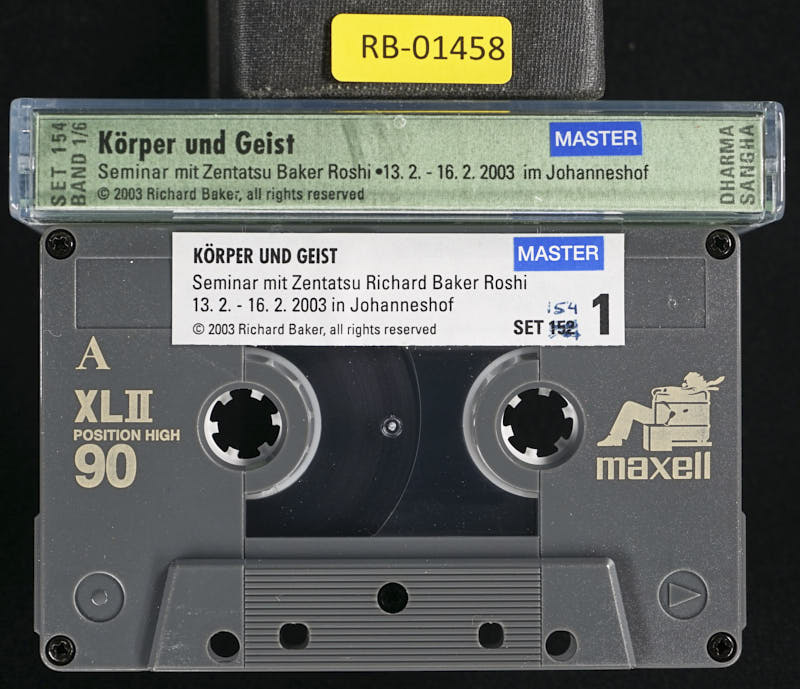 RB-01458
SET 154
BAND 1/6
Körper und Geist
MASTER
Seminar mit Zentatsu Baker Roshi •13. 2. - 16. 2. 2003 im Johanneshof
© 2003 Richard Baker, all rights reserved
DHARMA
SANGHA
KÖRPER UND GEIST
MASTER
Seminar mit Zentatsu Richard Baker Roshi
13. 2. - 16. 2. 2003 in Johanneshof
© 2003 Richard Baker, all rights reserved
154
SET 152 1
A
XLII
POSITION HIGH
90
maxell